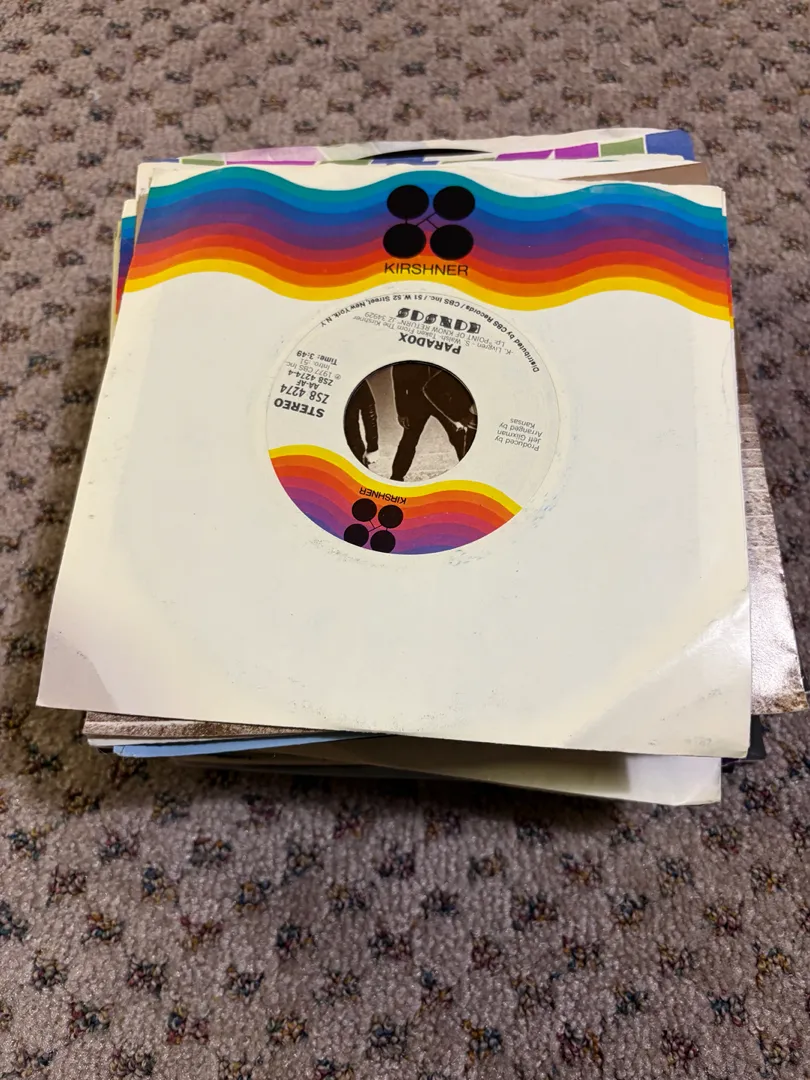 KIRSHNER
Distributed by CBS Records / CBS Inc. / 51 W. 52 Street, New York, N.Y.
KIRSHNER
STEREO
ZS8 4274
AA-AF
ZS8 4274-4
℗ 1977 CBS Inc.
Intro: .51
Time: 3:49
Produced by
Jeff Glixman
Arranged by
Kansas
PARADOX
-K. Livgren - S. Walsh- Taken From The Kirshner
Lp: "POINT OF KNOW RETURN" JZ 34929
KANSAS